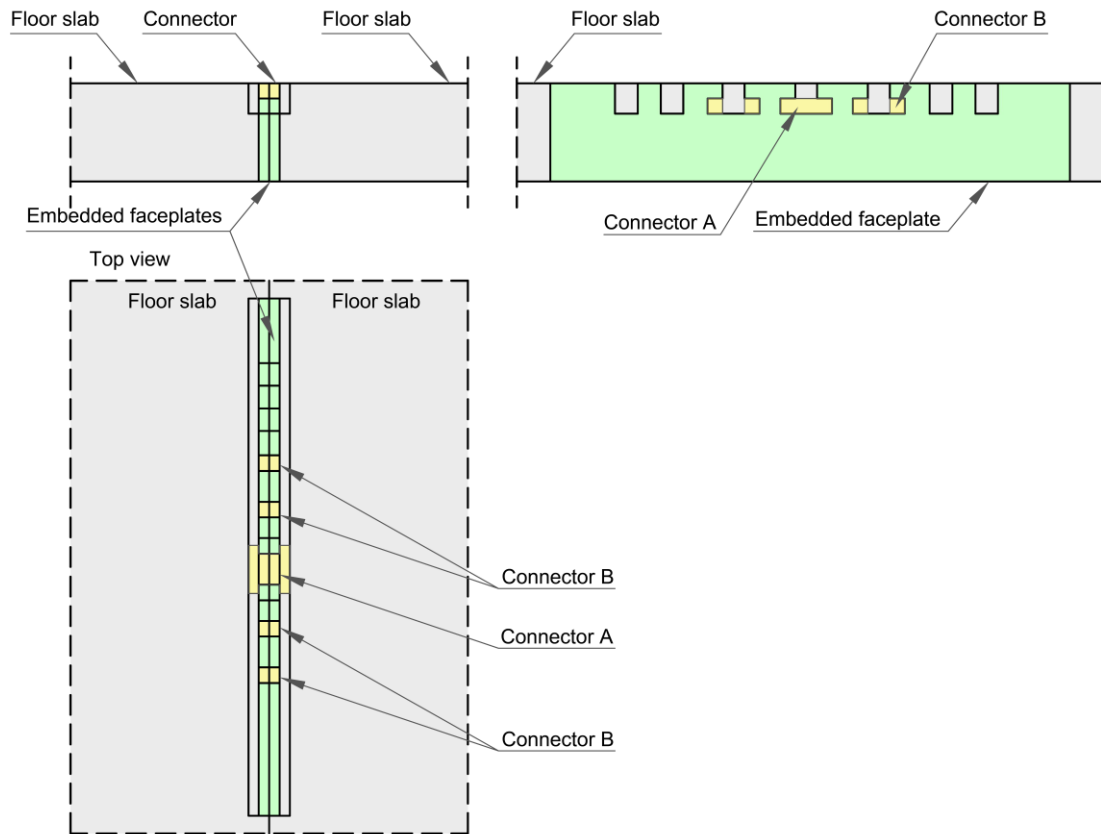 Floor slab
Connector
Floor slab
Floor slab
Connector B
Embedded faceplates
Connector A
Embedded faceplate
Top view
Floor slab
Floor slab
Connector B
Connector A
Connector B